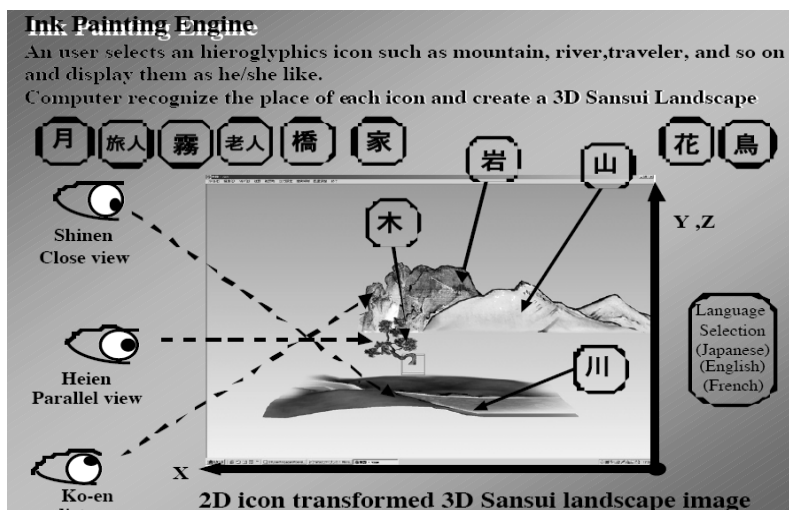 Ink Painting Engine
An user selects an hieroglyphics icon such as mountain, river,traveler, and so on
and display them as he/she like.
Computer recognize the place of each icon and create a 3D Sansui Landscape
月 旅人 霧 老人 橋 家 岩 山 花 鳥
木
Shinen
Close view
Y ,Z
Language
Selection
(Japanese)
(English)
(French)
Heien
Parallel view
川
Ko-en
X
2D icon transformed 3D Sansui landscape image